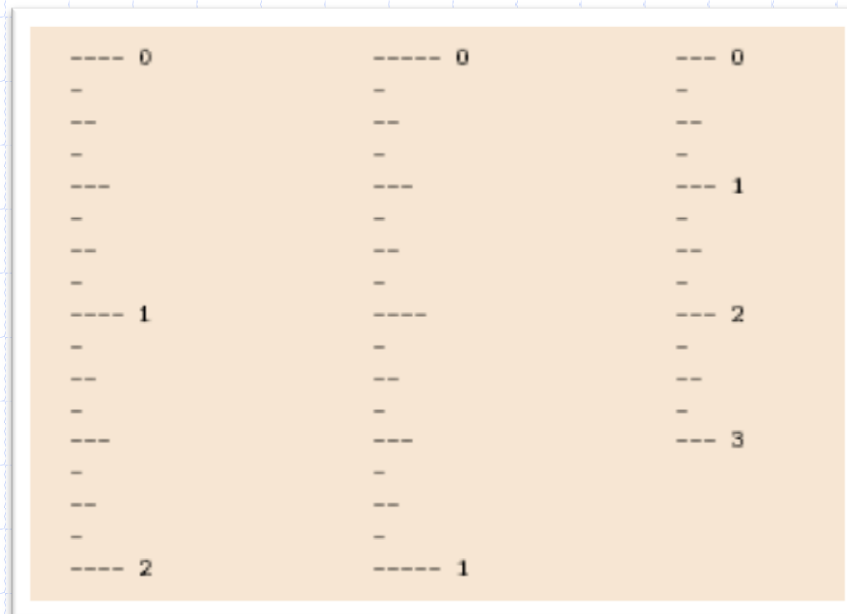 ---- 0 ----- 0 --- 0
- - -
-- -- --
- - -
--- --- --- 1
- - -
-- -- --
- - -
---- 1 ---- --- 2
- - -
-- -- --
- - -
--- --- --- 3
- -
-- --
- -
---- 2 ----- 1